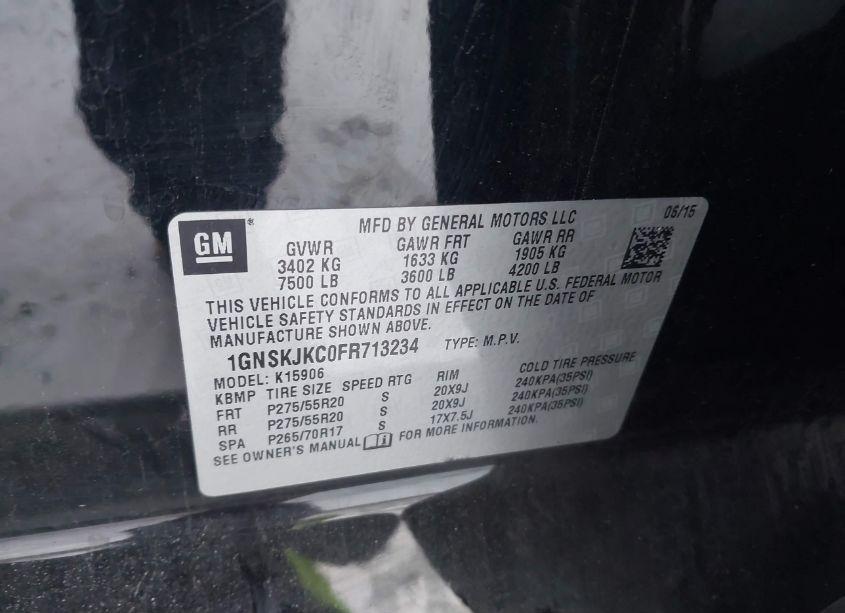 GM ®
MFD BY GENERAL MOTORS LLC 06/15
GVWR GAWR FRT GAWR RR
3402 KG 1633 KG 1905 KG
7500 LB 3600 LB 4200 LB
THIS VEHICLE CONFORMS TO ALL APPLICABLE U.S. FEDERAL MOTOR
VEHICLE SAFETY STANDARDS IN EFFECT ON THE DATE OF
MANUFACTURE SHOWN ABOVE.
1GNSKJKC0FR713234 TYPE: M.P.V.
MODEL: K15906
KBMP TIRE SIZE SPEED RTG RIM COLD TIRE PRESSURE
FRT P275/55R20 S 20X9J 240KPA(35PSI)
RR P275/55R20 S 20X9J 240KPA(35PSI)
SPA P265/70R17 S 17X7.5J 240KPA(35PSI)
SEE OWNER'S MANUAL FOR MORE INFORMATION.